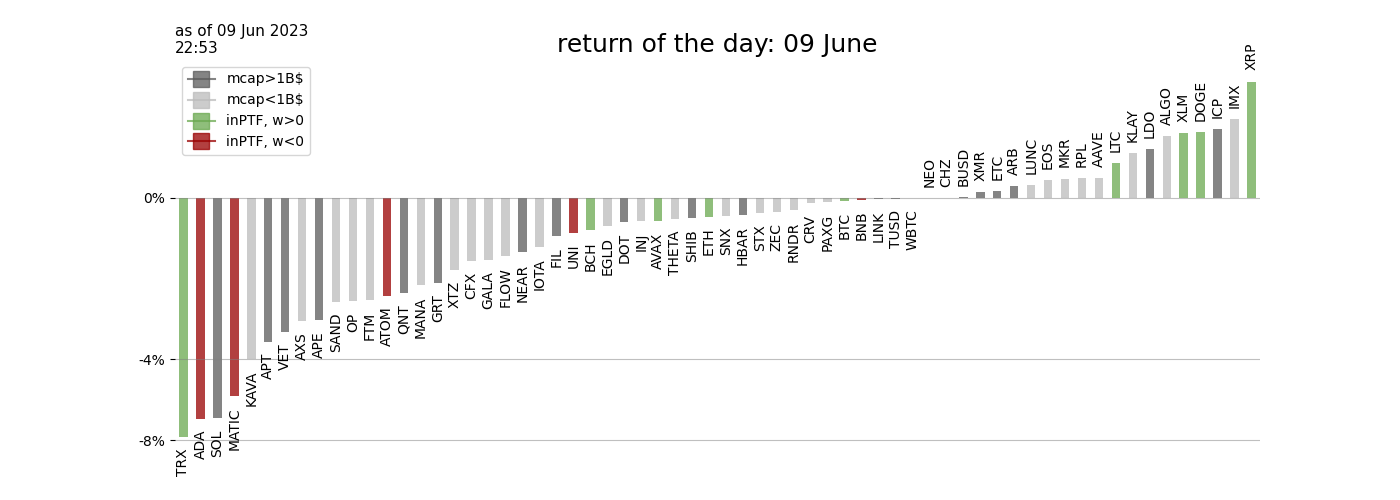 as of 09 Jun 2023
22:53
return of the day: 09 June
mcap>1B$
mcap<1B$
inPTF, w>0
inPTF, w<0
0%
-4%
-8%
TRX
ADA
SOL
MATIC
KAVA
APT
VET
AXS
APE
SAND
OP
FTM
ATOM
QNT
MANA
GRT
XTZ
CFX
GALA
FLOW
NEAR
IOTA
FIL
UNI
BCH
EGLD
DOT
INJ
AVAX
THETA
SHIB
ETH
SNX
HBAR
STX
ZEC
RNDR
CRV
PAXG
BTC
BNB
LINK
TUSD
WBTC
NEO
CHZ
BUSD
XMR
ETC
ARB
LUNC
EOS
MKR
RPL
AAVE
LTC
KLAY
LDO
ALGO
XLM
DOGE
ICP
IMX
XRP